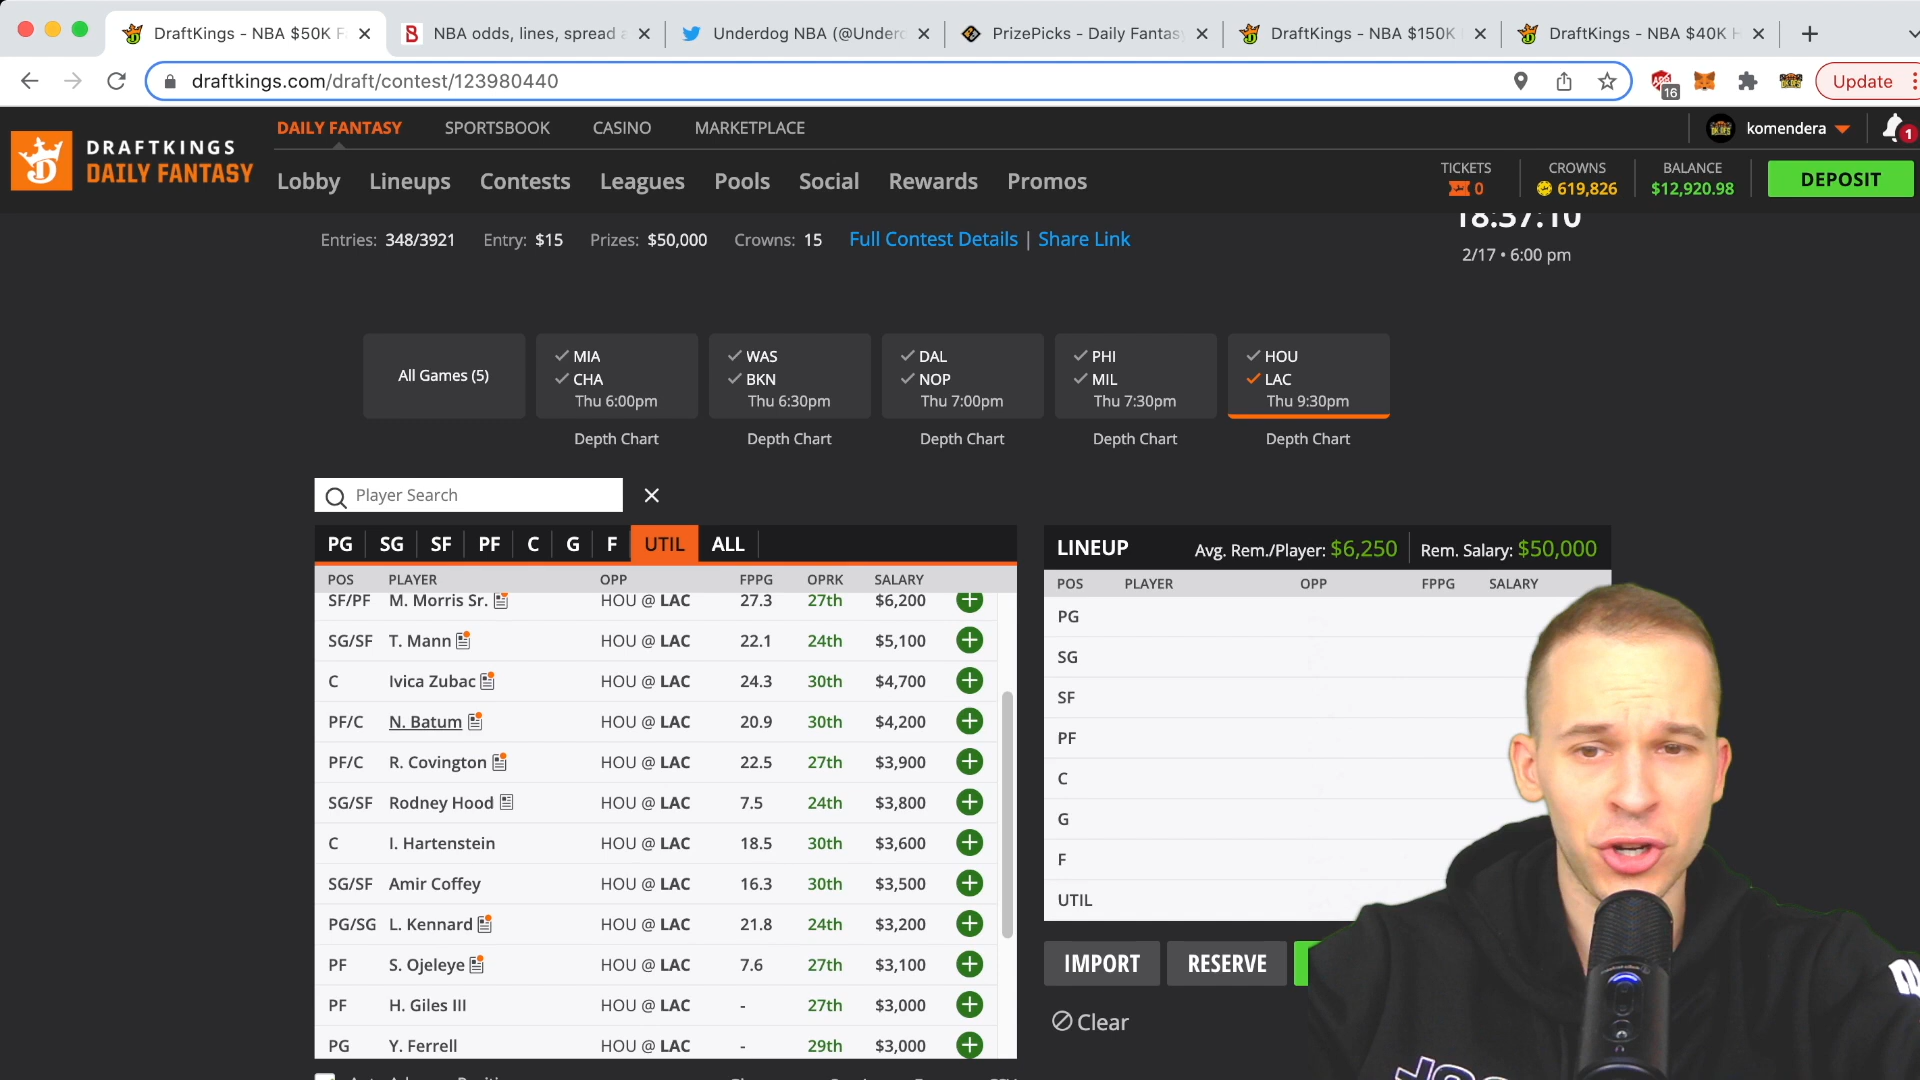 DraftKings - NBA $50K F
NBA odds, lines, spread a
Underdog NBA (@Underd
PrizePicks - Daily Fantasy
DraftKings - NBA $150K
DraftKings - NBA $40K H
draftkings.com/draft/contest/123980440
16
Update
DRAFTKINGS
DAILY FANTASY
DAILY FANTASY
SPORTSBOOK
CASINO
MARKETPLACE
komendera
1
Lobby
Lineups
Contests
Leagues
Pools
Social
Rewards
Promos
TICKETS
0
CROWNS
619,826
BALANCE
$12,920.98
DEPOSIT
Entries: 348/3921
Entry: $15
Prizes: $50,000
Crowns: 15
Full Contest Details | Share Link
18:37:10
2/17 • 6:00 pm
All Games (5)
MIA
CHA
Thu 6:00pm
WAS
BKN
Thu 6:30pm
DAL
NOP
Thu 7:00pm
PHI
MIL
Thu 7:30pm
HOU
LAC
Thu 9:30pm
Depth Chart
Depth Chart
Depth Chart
Depth Chart
Depth Chart
Player Search
PG SG SF PF C G F UTIL ALL
POS PLAYER OPP FPPG OPRK SALARY
SF/PF M. Morris Sr. HOU @ LAC 27.3 27th $6,200
SG/SF T. Mann HOU @ LAC 22.1 24th $5,100
C Ivica Zubac HOU @ LAC 24.3 30th $4,700
PF/C N. Batum HOU @ LAC 20.9 30th $4,200
PF/C R. Covington HOU @ LAC 22.5 27th $3,900
SG/SF Rodney Hood HOU @ LAC 7.5 24th $3,800
C I. Hartenstein HOU @ LAC 18.5 30th $3,600
SG/SF Amir Coffey HOU @ LAC 16.3 30th $3,500
PG/SG L. Kennard HOU @ LAC 21.8 24th $3,200
PF S. Ojeleye HOU @ LAC 7.6 27th $3,100
PF H. Giles III HOU @ LAC - 27th $3,000
PG Y. Ferrell HOU @ LAC - 29th $3,000
LINEUP
Avg. Rem./Player: $6,250
Rem. Salary: $50,000
POS PLAYER OPP FPPG SALARY
PG
SG
SF
PF
C
G
F
UTIL
IMPORT
RESERVE
Clear